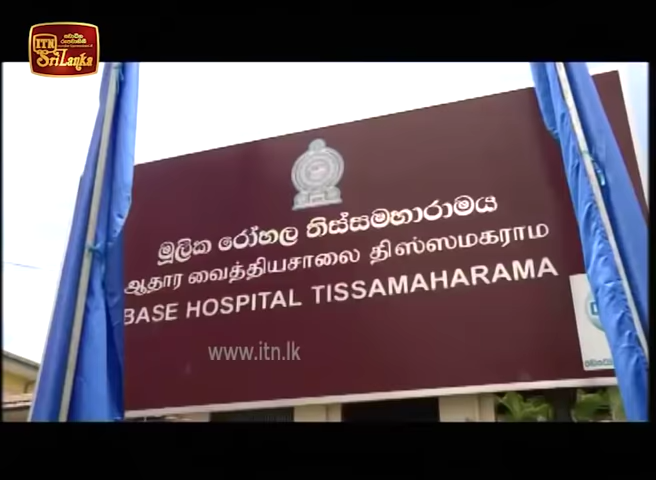 ITN
Sri Lanka
මූලික රෝහල තිස්සමහාරාමය
ஆதார வைத்தியசாலை திஸ்ஸமகராம
BASE HOSPITAL TISSAMAHARAMA
www.itn.lk